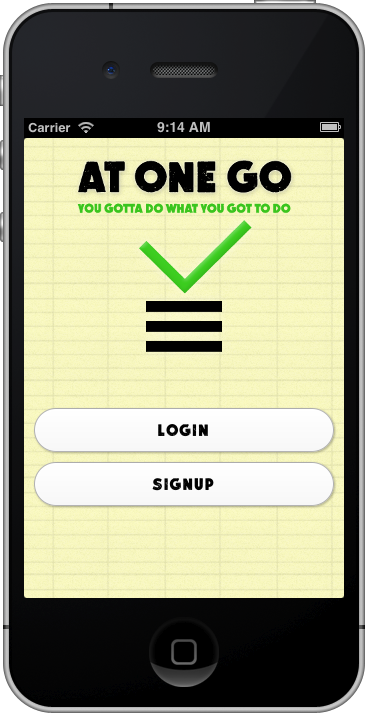 Carrier 9:14 AM
AT ONE GO
YOU GOTTA DO WHAT YOU GOT TO DO
LOGIN
SIGNUP